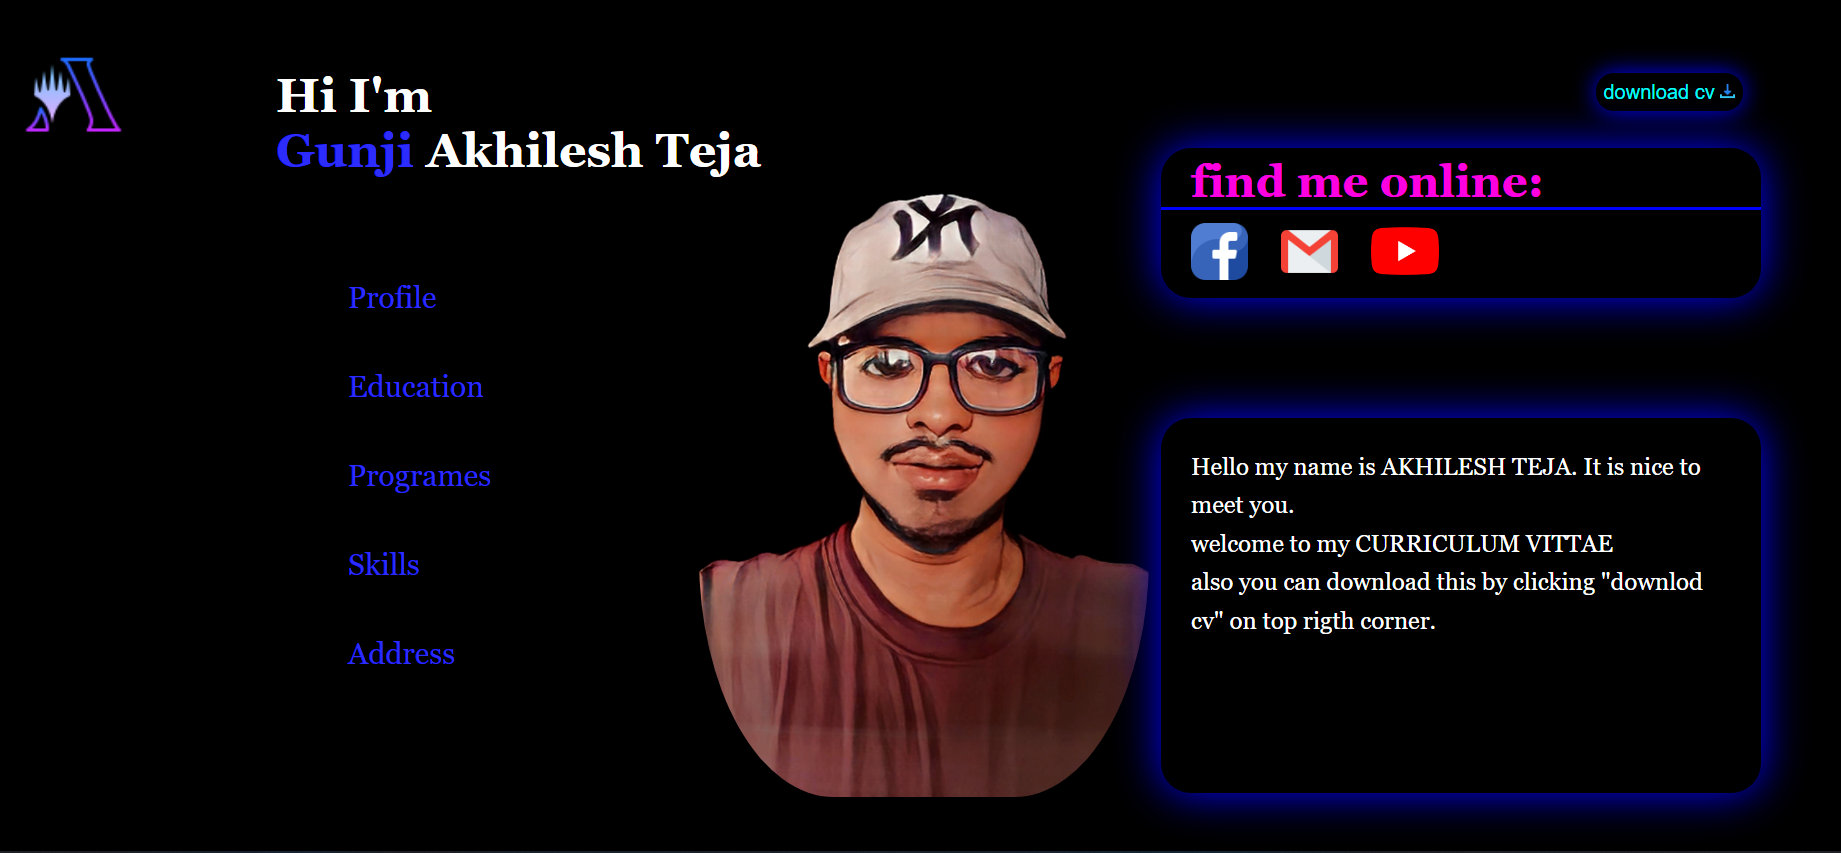 Hi I'm
Gunji Akhilesh Teja
download cv
find me online:
Profile
Education
Programes
Skills
Address
Hello my name is AKHILESH TEJA. It is nice to
meet you.
welcome to my CURRICULUM VITTAE
also you can download this by clicking "downlod
cv" on top rigth corner.